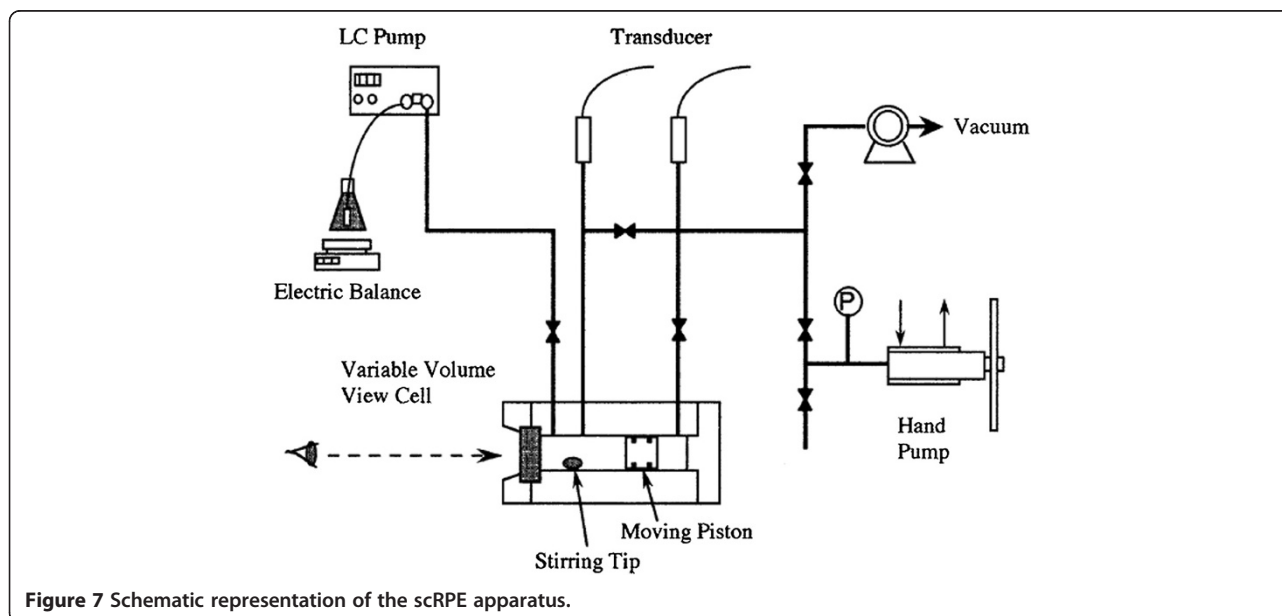 LC Pump
Transducer
Vacuum
Electric Balance
P
Variable Volume
View Cell
Hand
Pump
Moving Piston
Stirring Tip
Figure 7 Schematic representation of the scRPE apparatus.